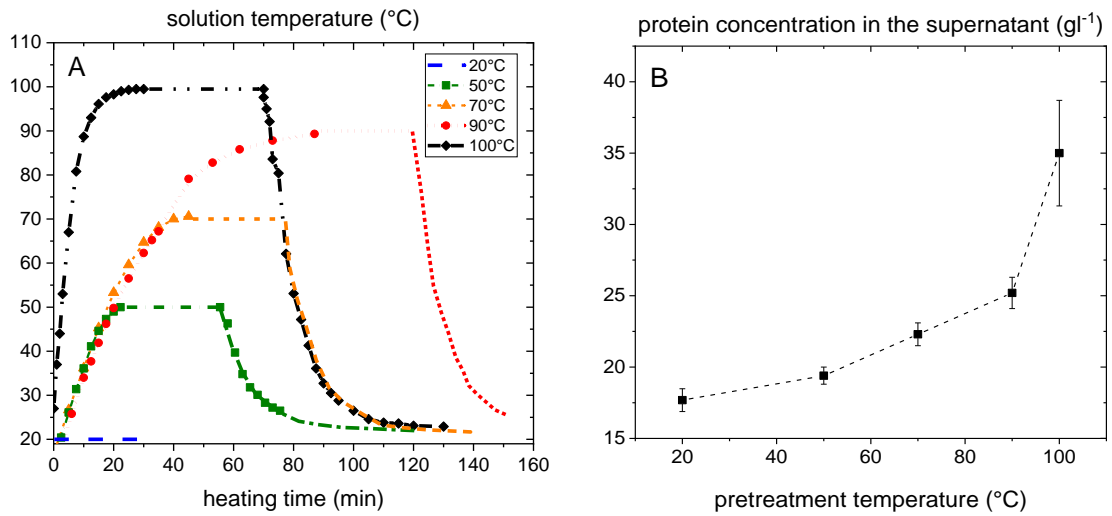 solution temperature (°C)
A
110
100
90
80
70
60
50
40
30
20
0
20
40
60
80
100
120
140
160
heating time (min)
20°C
50°C
70°C
90°C
100°C
protein concentration in the supernatant (gl⁻¹)
B
40
35
30
25
20
15
20
40
60
80
100
pretreatment temperature (°C)